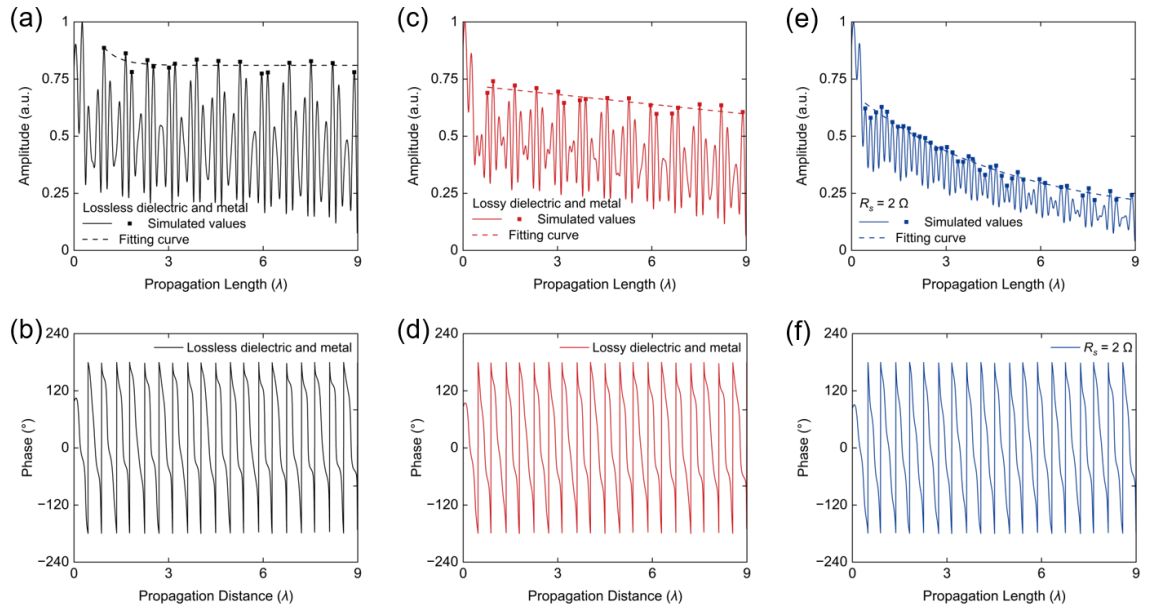 (a)
1
0.75
0.5
0.25
0
Amplitude (a.u.)
Lossless dielectric and metal
Simulated values
Fitting curve
0 3 6 9
Propagation Length (λ)
(c)
1
0.75
0.5
0.25
0
Amplitude (a.u.)
Lossy dielectric and metal
Simulated values
Fitting curve
0 3 6 9
Propagation Length (λ)
(e)
1
0.75
0.5
0.25
0
Amplitude (a.u.)
Rs = 2 Ω
Simulated values
Fitting curve
0 3 6 9
Propagation Length (λ)
(b)
240
120
0
−120
−240
Phase (°)
Lossless dielectric and metal
0 3 6 9
Propagation Distance (λ)
(d)
240
120
0
−120
−240
Phase (°)
Lossy dielectric and metal
0 3 6 9
Propagation Distance (λ)
(f)
240
120
0
−120
−240
Phase (°)
Rs = 2 Ω
0 3 6 9
Propagation Length (λ)